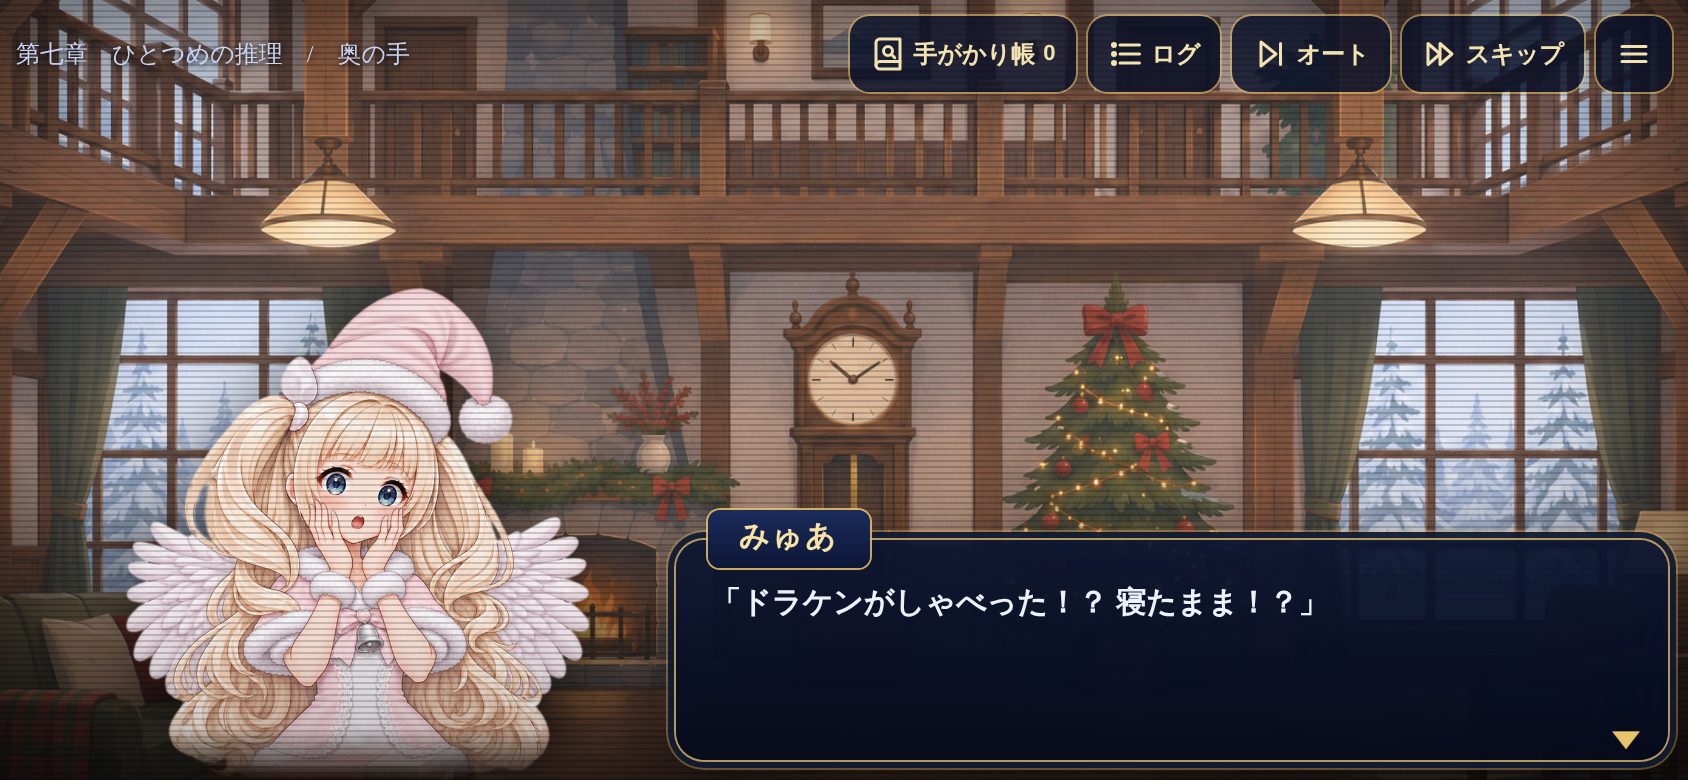 第七章　ひとつめの推理　/　奥の手
手がかり帳 0
ログ
オート
スキップ
みゅあ
「ドラケンがしゃべった！？ 寝たまま！？」